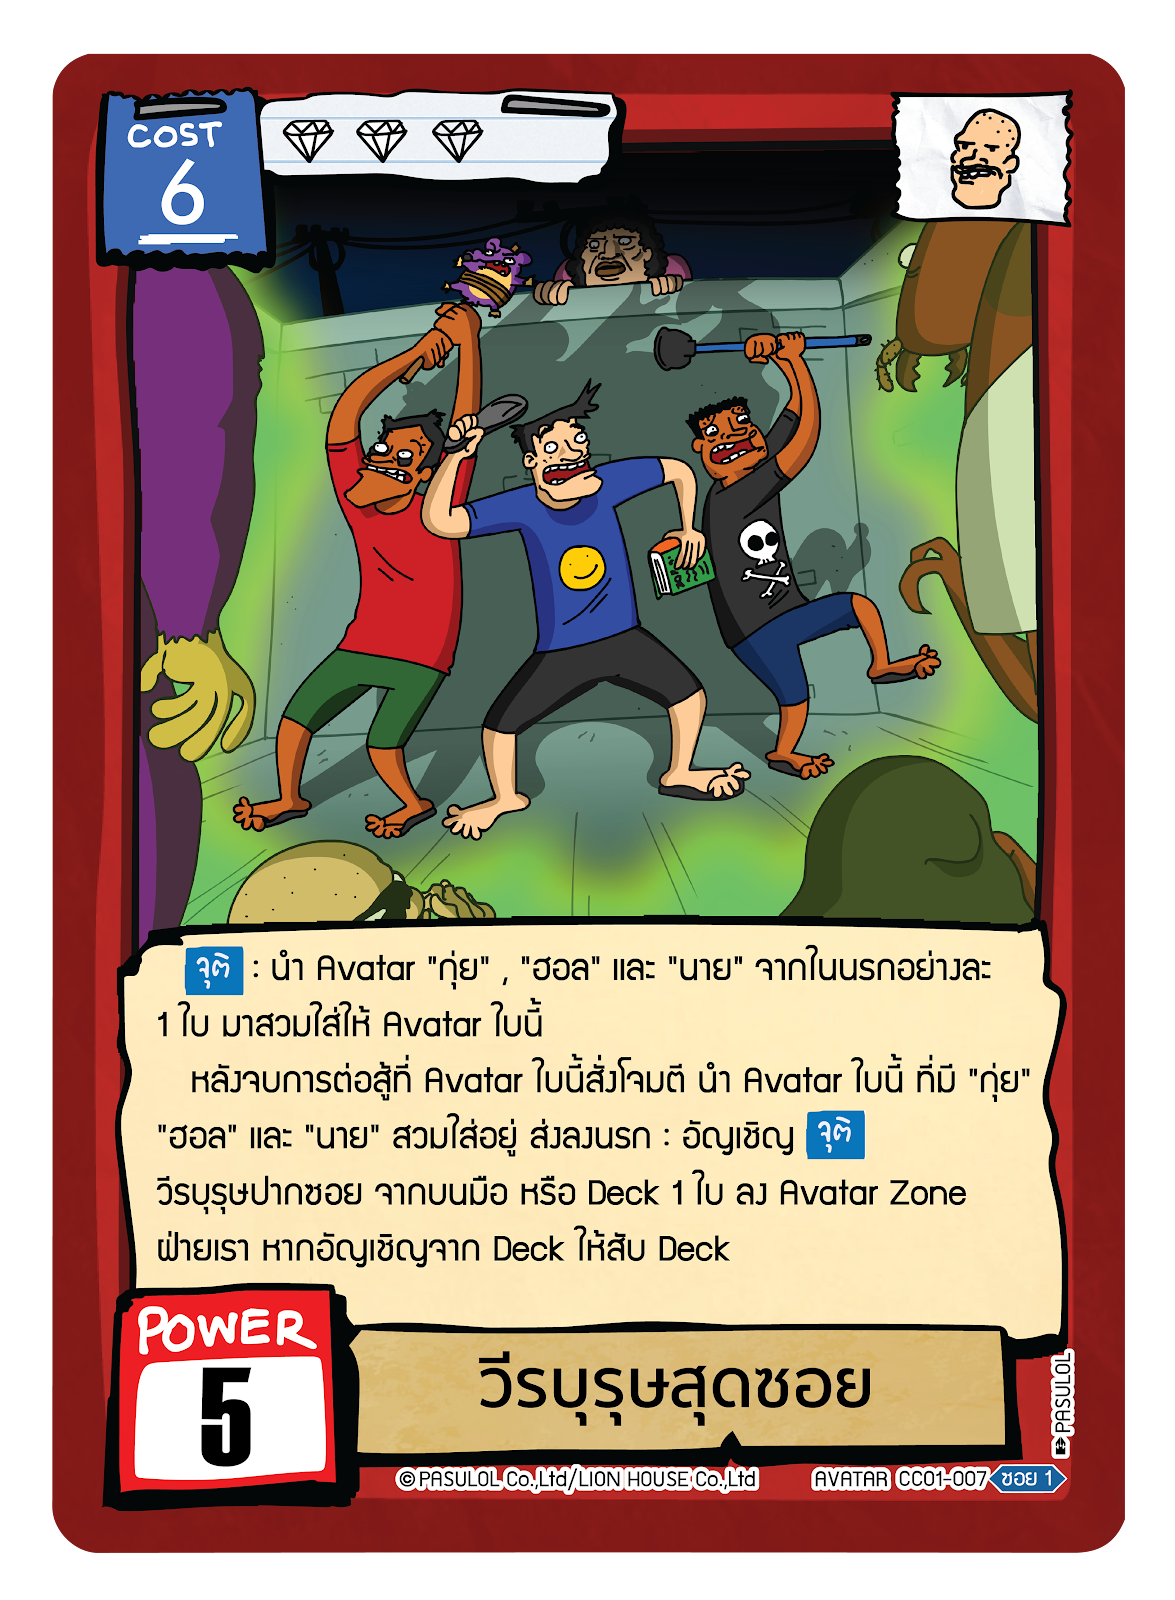 COST
6
จุติ : นำ Avatar "กุ่ย" , "ฮอล" และ "นาย" จากในนรกอย่างละ
1 ใบ มาสวมใส่ให้ Avatar ใบนี้
หลังจบการต่อสู้ที่ Avatar ใบนี้สั่งโจมตี นำ Avatar ใบนี้ ที่มี "กุ่ย"
"ฮอล" และ "นาย" สวมใส่อยู่ ส่งลงนรก : อัญเชิญ จุติ
วีรบุรุษปากซอย จากบนมือ หรือ Deck 1 ใบ ลง Avatar Zone
ฝ่ายเรา หากอัญเชิญจาก Deck ให้สับ Deck
POWER
5
วีรบุรุษสุดซอย
PASULOL
© PASULOL Co.,Ltd/LION HOUSE Co.,Ltd
AVATAR CC01-007 ซอย 1